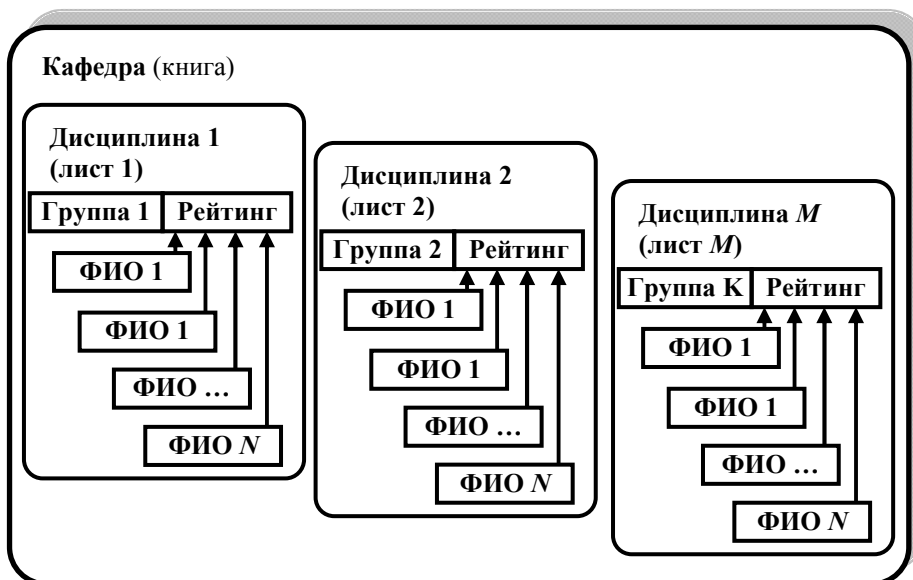 Кафедра (книга)
Дисциплина 1
(лист 1)
Группа 1 Рейтинг
ФИО 1
ФИО 1
ФИО ...
ФИО N
Дисциплина 2
(лист 2)
Группа 2 Рейтинг
ФИО 1
ФИО 1
ФИО ...
ФИО N
Дисциплина M
(лист M)
Группа K Рейтинг
ФИО 1
ФИО 1
ФИО ...
ФИО N